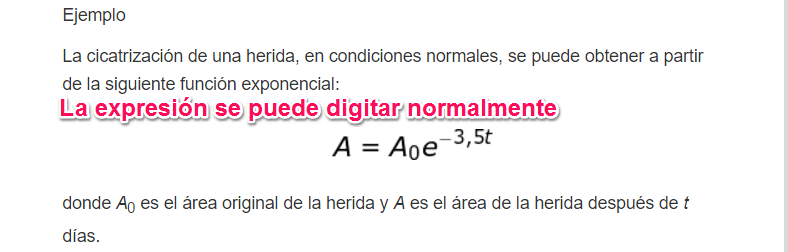 Ejemplo
La cicatrización de una herida, en condiciones normales, se puede obtener a partir
de la siguiente función exponencial:
La expresión se puede digitar normalmente
A = A₀e⁻³,⁵ᵗ
donde A₀ es el área original de la herida y A es el área de la herida después de t
días.